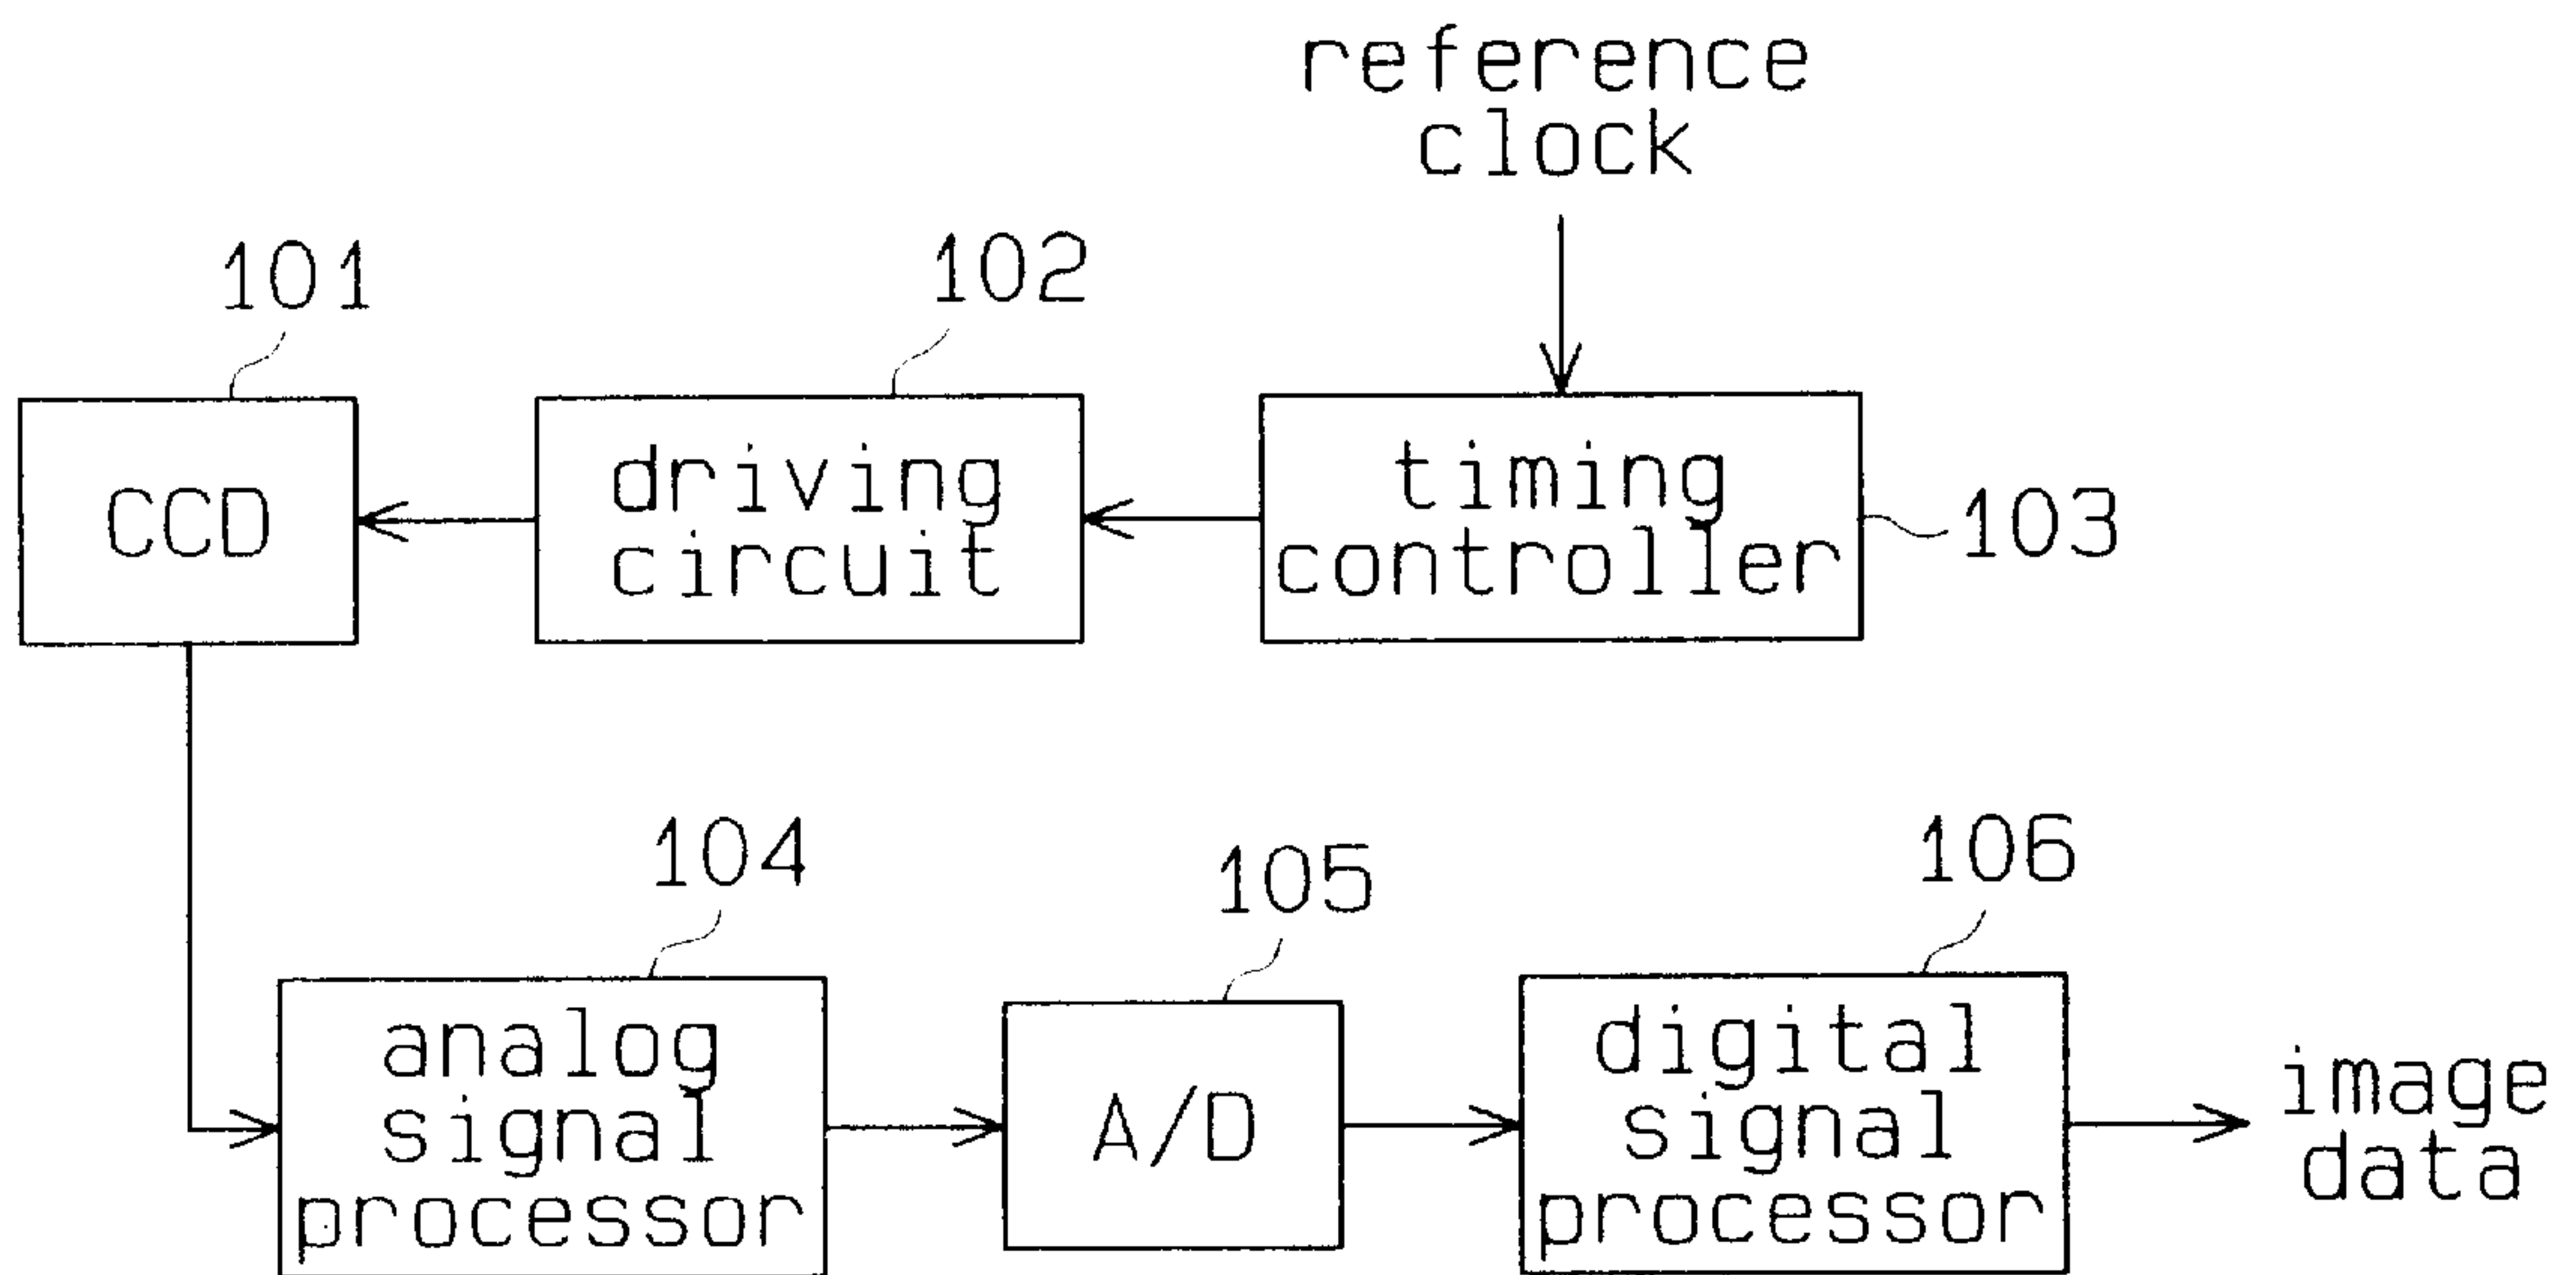 reference
clock
101
102
CCD
driving
circuit
timing
controller
103
104
105
106
analog
signal
processor
A/D
digital
signal
processor
image
data